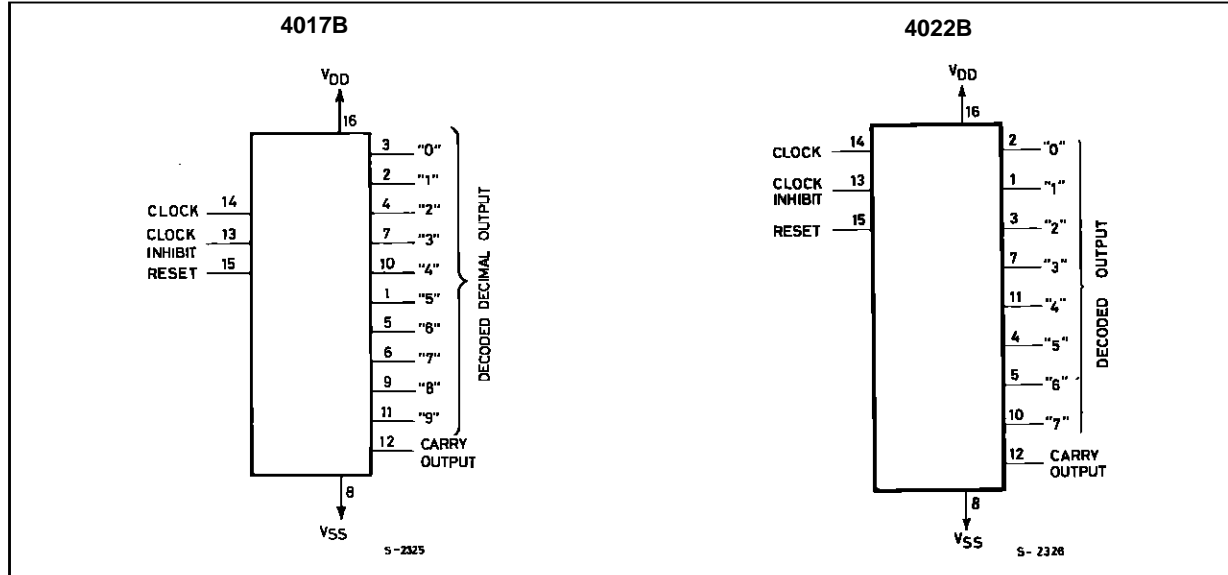 4017B
VDD
16
3 "0"
2 "1"
4 "2"
7 "3"
10 "4"
1 "5"
5 "6"
6 "7"
9 "8"
11 "9"
12 CARRY
OUTPUT
CLOCK 14
CLOCK
INHIBIT 13
RESET 15
DECODED DECIMAL OUTPUT
8
VSS
S-2325
4022B
VDD
16
CLOCK 14
CLOCK
INHIBIT 13
RESET 15
2 "0"
1 "1"
3 "2"
7 "3"
11 "4"
4 "5"
5 "6"
10 "7"
12 CARRY
OUTPUT
DECODED OUTPUT
8
VSS
S-2326